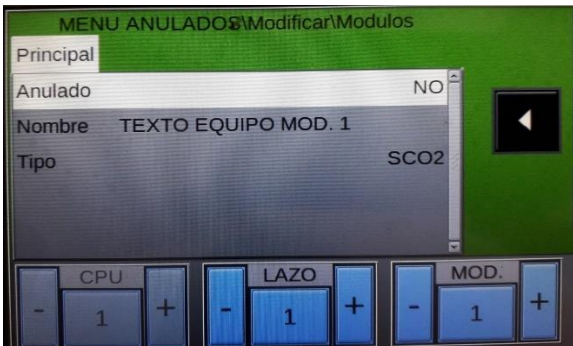 MENU ANULADOS\Modificar\Modulos
Principal
Anulado NO
Nombre TEXTO EQUIPO MOD. 1
Tipo SCO2
CPU LAZO MOD.
- 1 + - 1 + - 1 +